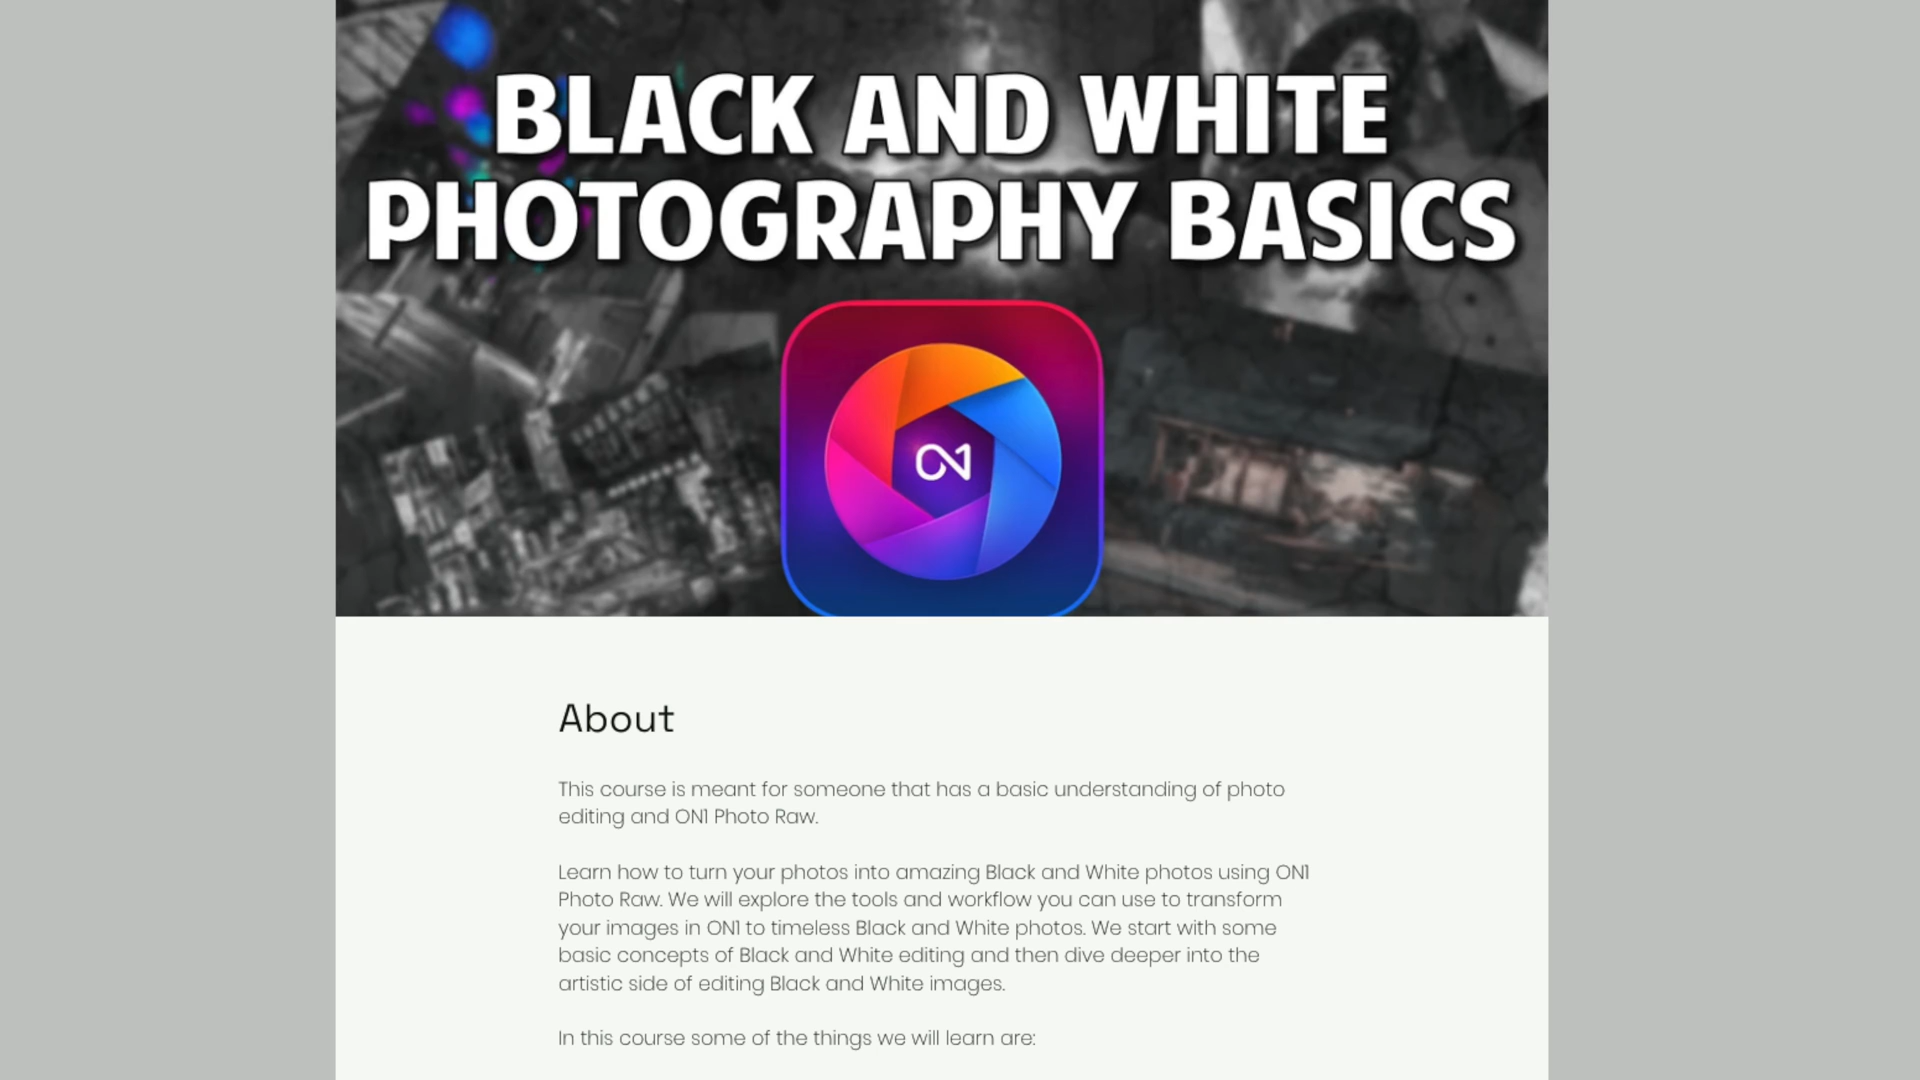 BLACK AND WHITE
PHOTOGRAPHY BASICS
ON1
About
This course is meant for someone that has a basic understanding of photo
editing and ON1 Photo Raw.
Learn how to turn your photos into amazing Black and White photos using ON1
Photo Raw. We will explore the tools and workflow you can use to transform
your images in ON1 to timeless Black and White photos. We start with some
basic concepts of Black and White editing and then dive deeper into the
artistic side of editing Black and White images.
In this course some of the things we will learn are: